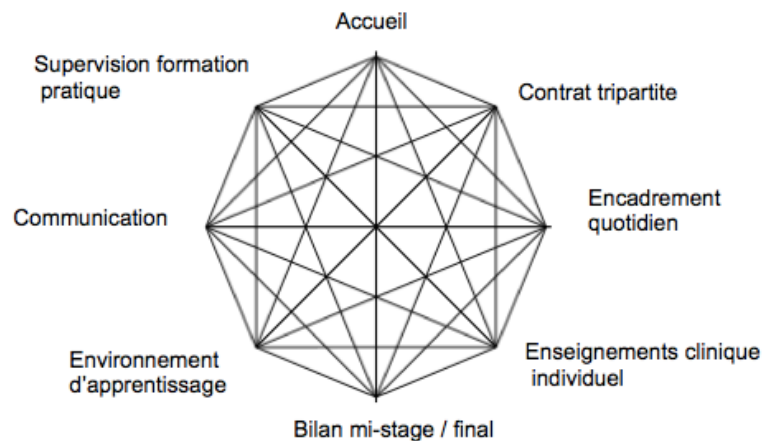 Accueil
Supervision formation
pratique
Contrat tripartite
Communication
Encadrement
quotidien
Environnement
d'apprentissage
Enseignements clinique
individuel
Bilan mi-stage / final